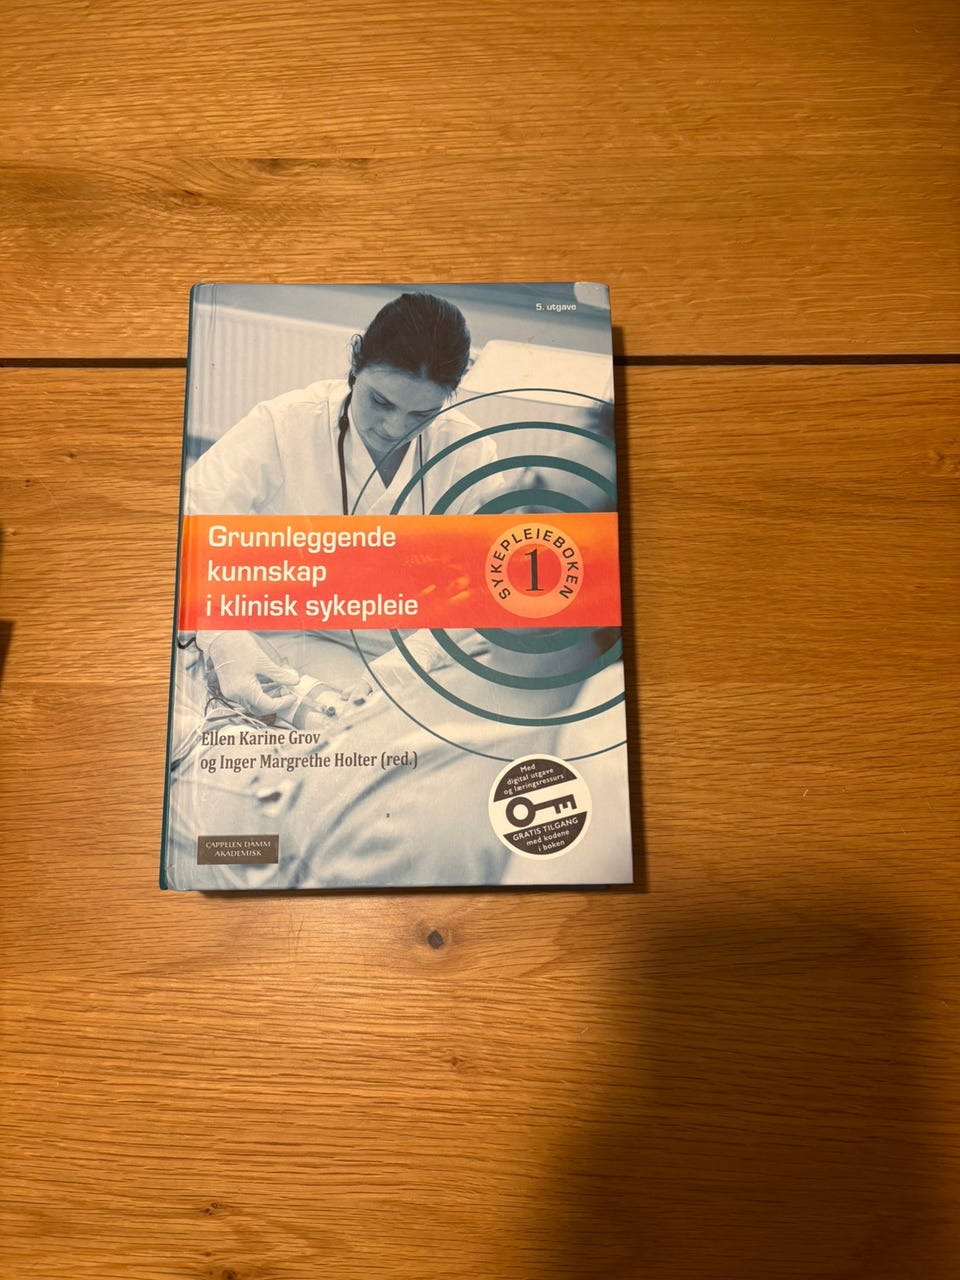 5. utgave
Grunnleggende
kunnskap
i klinisk sykepleie
SYKEPLEIEBOKEN
1
Ellen Karine Grov
og Inger Margrethe Holter (red.)
Med
digital utgave
og læringsressurs
GRATIS TILGANG
med kodene
i boken
CAPPELEN DAMM
AKADEMISK